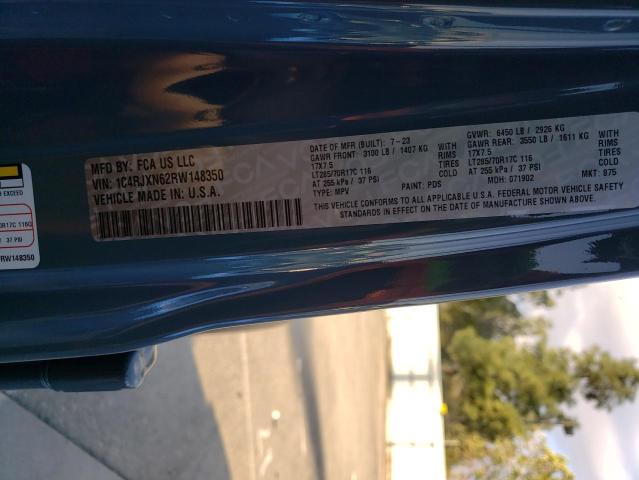 MFD BY: FCA US LLC
VIN: 1C4RJXN62RW148350
VEHICLE MADE IN: U.S.A.
DATE OF MFR (BUILT): 7-23
GAWR FRONT: 3100 LB / 1407 KG WITH
17X7.5 RIMS
LT285/70R17C 116 TIRES
AT 255 kPa / 37 PSI COLD
TYPE: MPV PAINT: PDS
GVWR: 6450 LB / 2926 KG
GAWR REAR: 3550 LB / 1611 KG WITH
17X7.5 RIMS
LT285/70R17C 116 TIRES
AT 255 kPa / 37 PSI COLD
MDH: 071902 MKT: 875
THIS VEHICLE CONFORMS TO ALL APPLICABLE U.S.A. FEDERAL MOTOR VEHICLE SAFETY
STANDARDS IN EFFECT ON THE DATE OF MANUFACTURE SHOWN ABOVE.
EXCEED
70R17C 116Q
37 PSI
RW148350